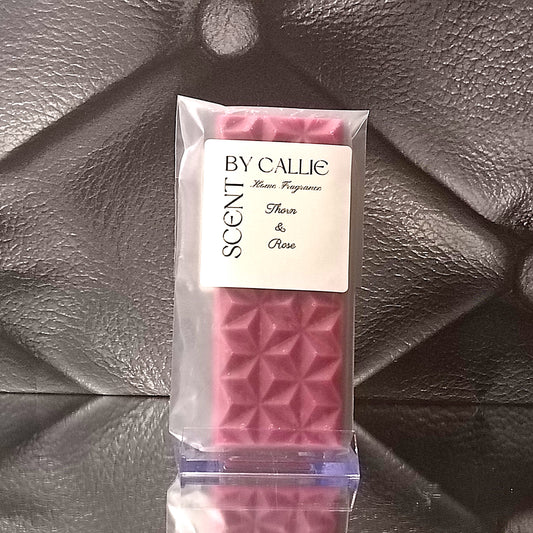 SCENT
BY CALLIE
Home Fragrance
Thorn
&
Rose